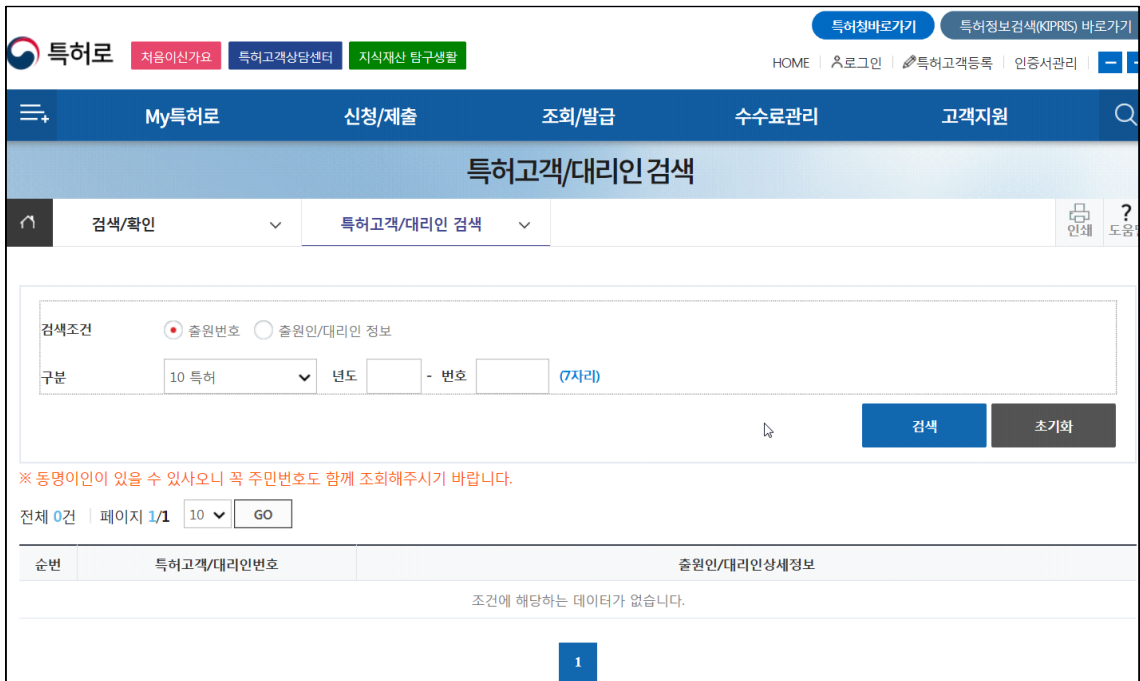 특허청바로가기 특허정보검색(KIPRIS) 바로가기
특허로 처음이신가요 특허고객상담센터 지식재산 탐구생활
HOME 로그인 특허고객등록 인증서관리
My특허로 신청/제출 조회/발급 수수료관리 고객지원
특허고객/대리인 검색
검색/확인 특허고객/대리인 검색 인쇄 ?
검색조건 출원번호 출원인/대리인 정보
구분 10 특허 년도 - 번호 (7자리)
검색 초기화
※ 동명이인이 있을 수 있사오니 꼭 주민번호도 함께 조회해주시기 바랍니다.
전체 0건 페이지 1/1 10 GO
순번 특허고객/대리인번호 출원인/대리인상세정보
조건에 해당하는 데이터가 없습니다.
1